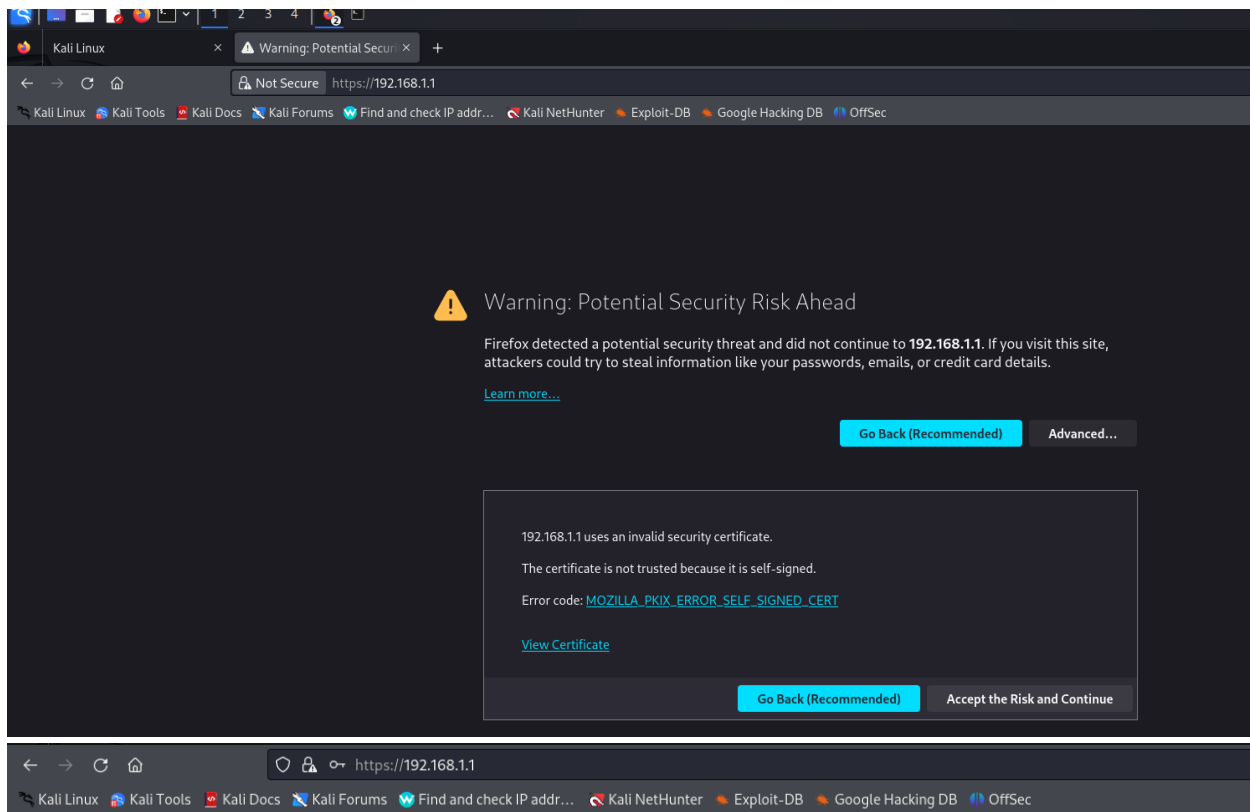 1 2 3 4 2
Kali Linux Warning: Potential Securi
Not Secure https://192.168.1.1
Kali Linux Kali Tools Kali Docs Kali Forums Find and check IP addr... Kali NetHunter Exploit-DB Google Hacking DB OffSec
Warning: Potential Security Risk Ahead
Firefox detected a potential security threat and did not continue to 192.168.1.1. If you visit this site,
attackers could try to steal information like your passwords, emails, or credit card details.
Learn more...
Go Back (Recommended) Advanced...
192.168.1.1 uses an invalid security certificate.
The certificate is not trusted because it is self-signed.
Error code: MOZILLA_PKIX_ERROR_SELF_SIGNED_CERT
View Certificate
Go Back (Recommended) Accept the Risk and Continue
https://192.168.1.1
Kali Linux Kali Tools Kali Docs Kali Forums Find and check IP addr... Kali NetHunter Exploit-DB Google Hacking DB OffSec